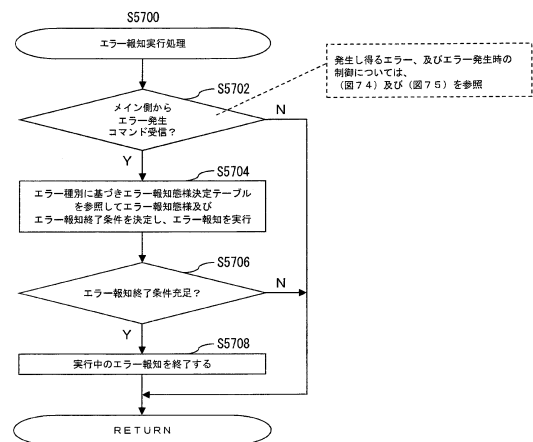 S5700
エラー報知実行処理
発生し得るエラー、及びエラー発生時の
制御については、
（図７４）及び（図７５）を参照
S5702
メイン側から
エラー発生
コマンド受信？
N
Y
S5704
エラー種別に基づきエラー報知態様決定テーブル
を参照してエラー報知態様及び
エラー報知終了条件を決定し、エラー報知を実行
S5706
エラー報知終了条件充足？
N
Y
S5708
実行中のエラー報知を終了する
ＲＥＴＵＲＮ